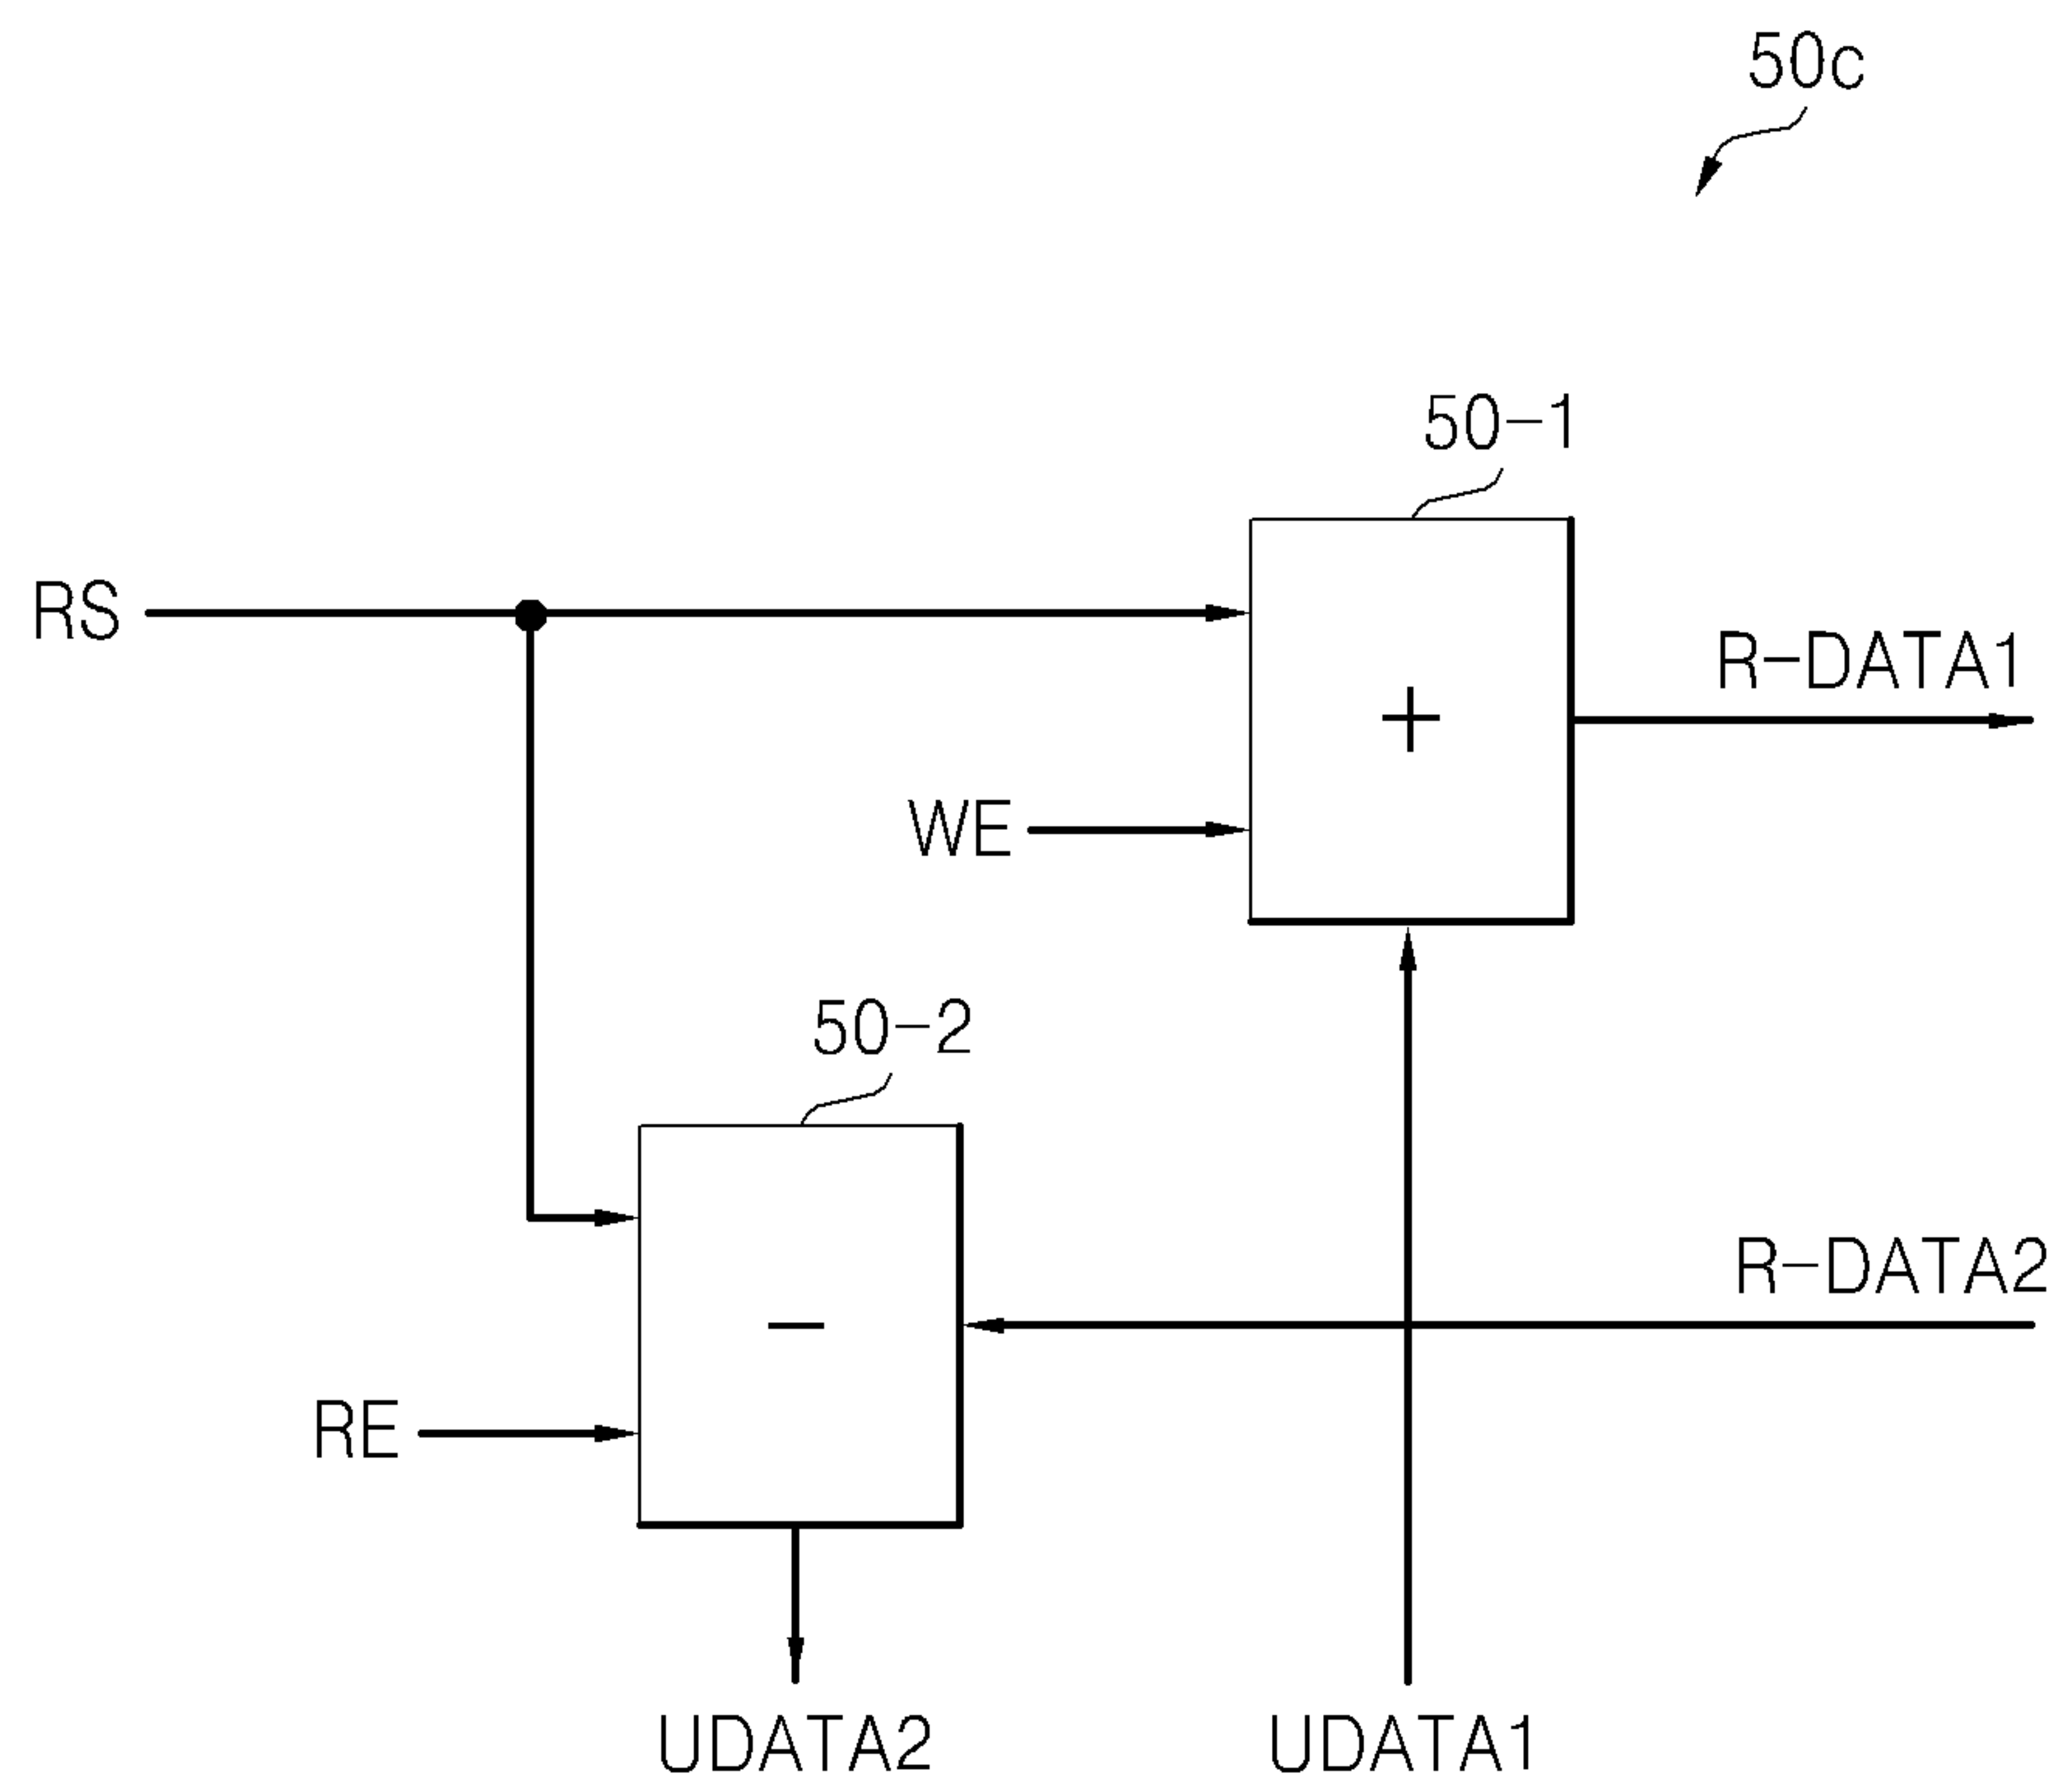 50c
50-1
RS
R-DATA1
+
WE
50-2
R-DATA2
−
RE
UDATA2
UDATA1